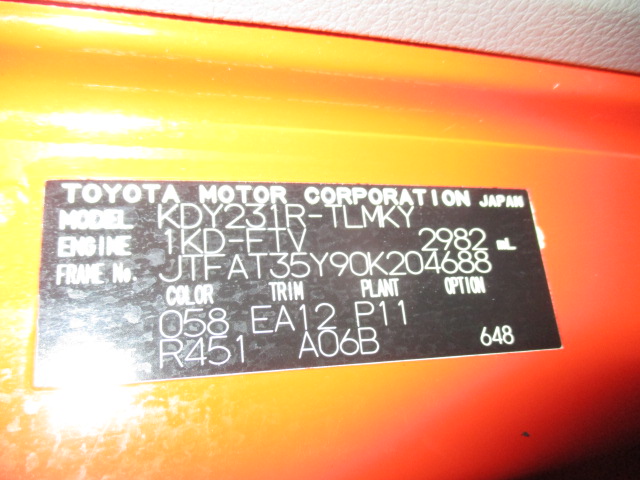 TOYOTA MOTOR CORPORATION JAPAN
MODEL KDY231R-TLMKY
ENGINE 1KD-FTV 2982 mL
FRAME No. JTFAT35Y90K204688
COLOR TRIM PLANT OPTION
058 EA12 P11
R451 A06B 648